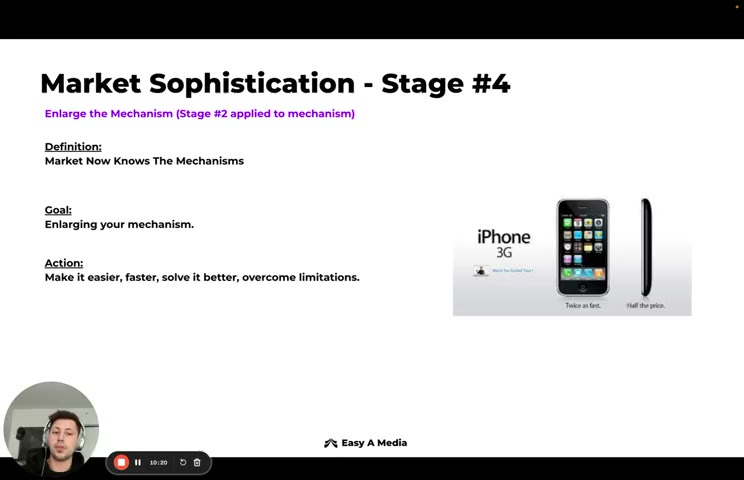 Market Sophistication - Stage #4
Enlarge the Mechanism (Stage #2 applied to mechanism)
Definition:
Market Now Knows The Mechanisms
Goal:
Enlarging your mechanism.
Action:
Make it easier, faster, solve it better, overcome limitations.
iPhone
3G
Twice as fast.
Half the price.
Easy A Media
10:20